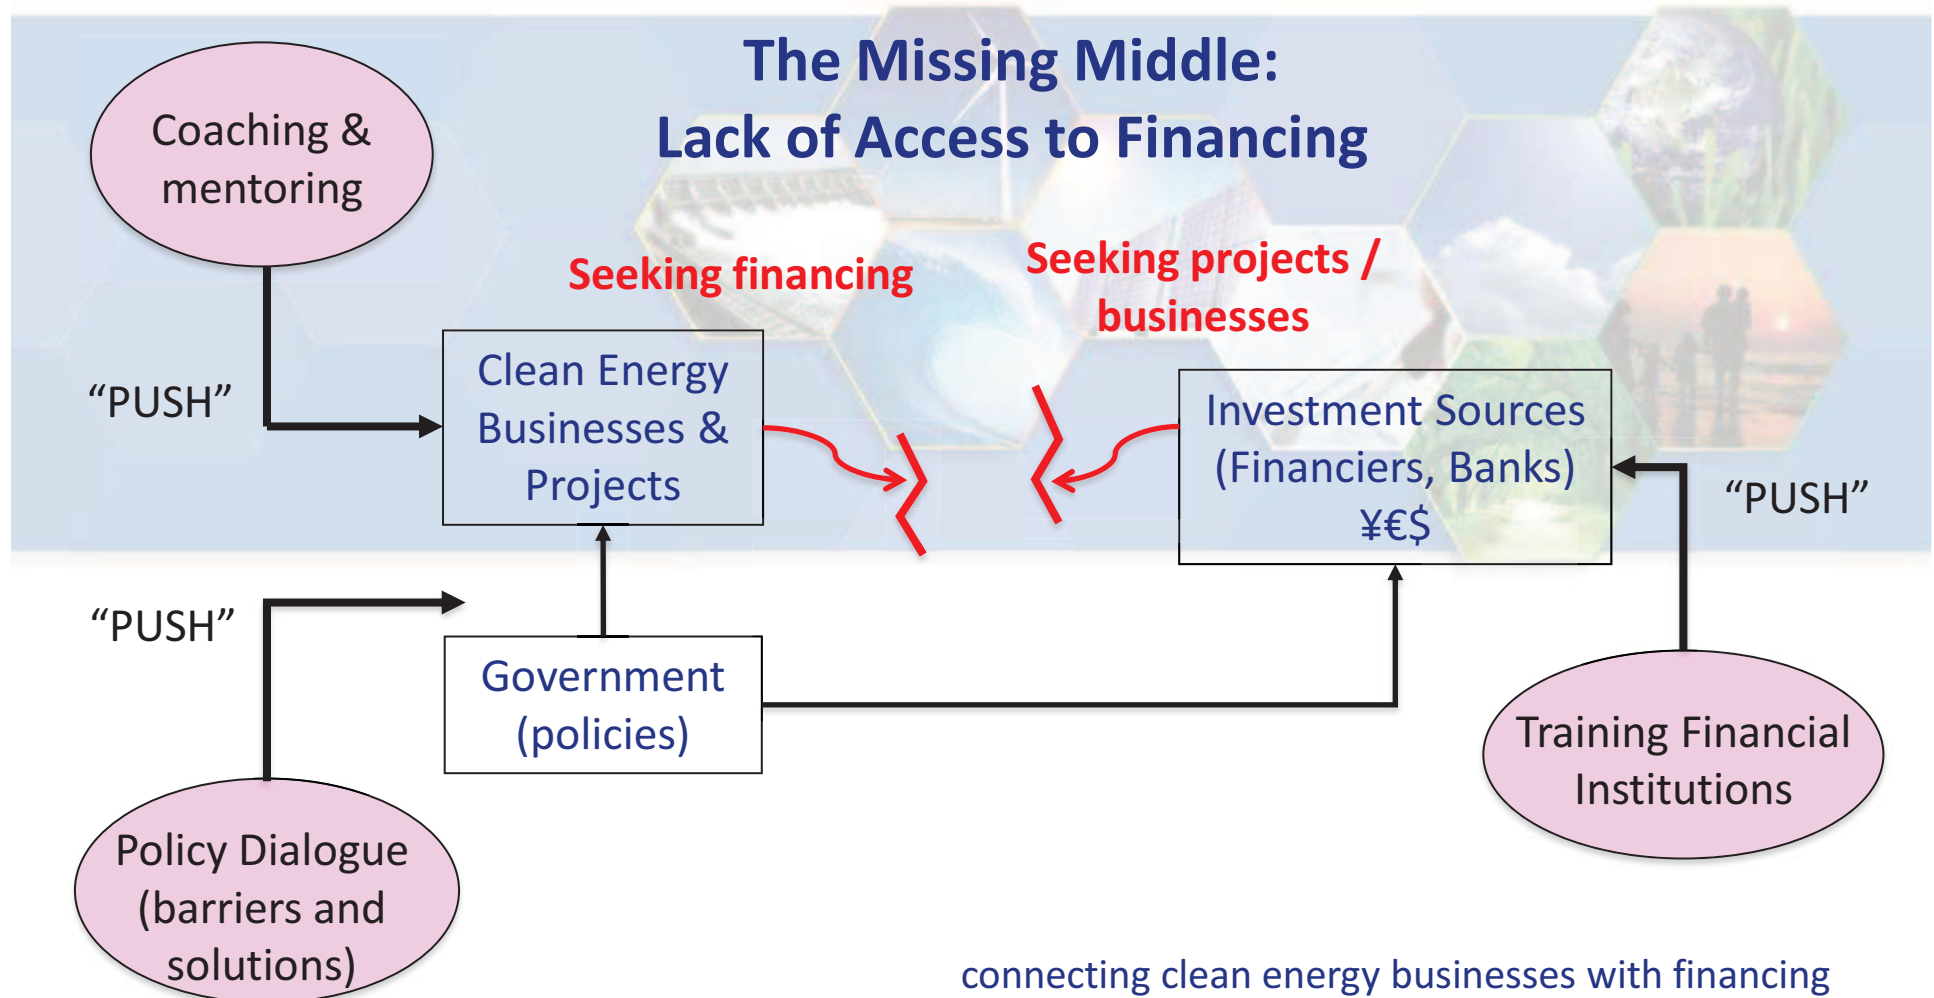 The Missing Middle:
Lack of Access to Financing
Coaching &
mentoring
Seeking financing
Seeking projects /
businesses
“PUSH”
Clean Energy
Businesses &
Projects
Investment Sources
(Financiers, Banks)
¥€$
“PUSH”
“PUSH”
Government
(policies)
Training Financial
Institutions
Policy Dialogue
(barriers and
solutions)
connecting clean energy businesses with financing